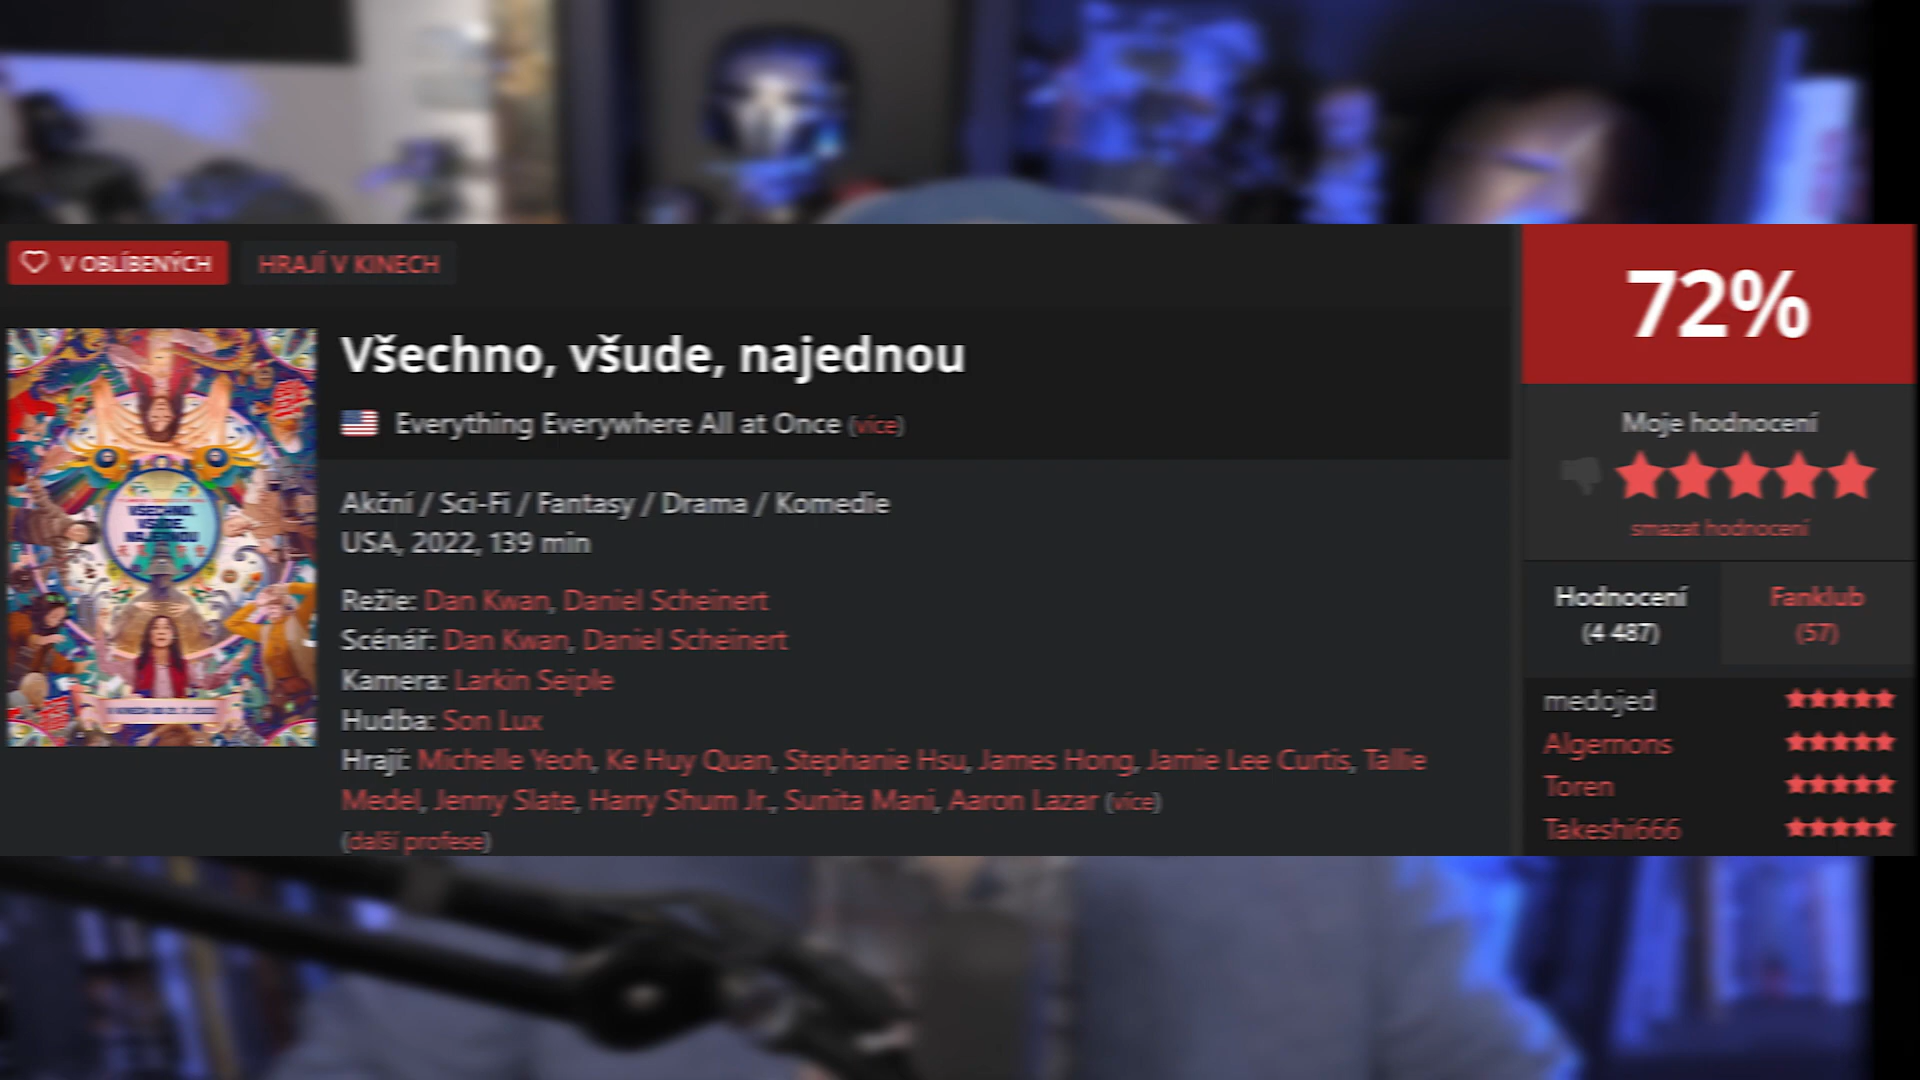 V OBLÍBENÝCH
HRAJÍ V KINECH
Všechno, všude, najednou
Everything Everywhere All at Once (více)
Akční / Sci-Fi / Fantasy / Drama / Komedie
USA, 2022, 139 min
Režie: Dan Kwan, Daniel Scheinert
Scénář: Dan Kwan, Daniel Scheinert
Kamera: Larkin Seiple
Hudba: Son Lux
Hrají: Michelle Yeoh, Ke Huy Quan, Stephanie Hsu, James Hong, Jamie Lee Curtis, Tallie
Medel, Jenny Slate, Harry Shum Jr., Sunita Mani, Aaron Lazar (více)
(další profese)
VŠECHNO,
VŠUDE,
NAJEDNOU
72%
Moje hodnocení
smazat hodnocení
Hodnocení
(4 487)
Fanklub
(57)
medojed
Algernons
Toren
Takeshi666